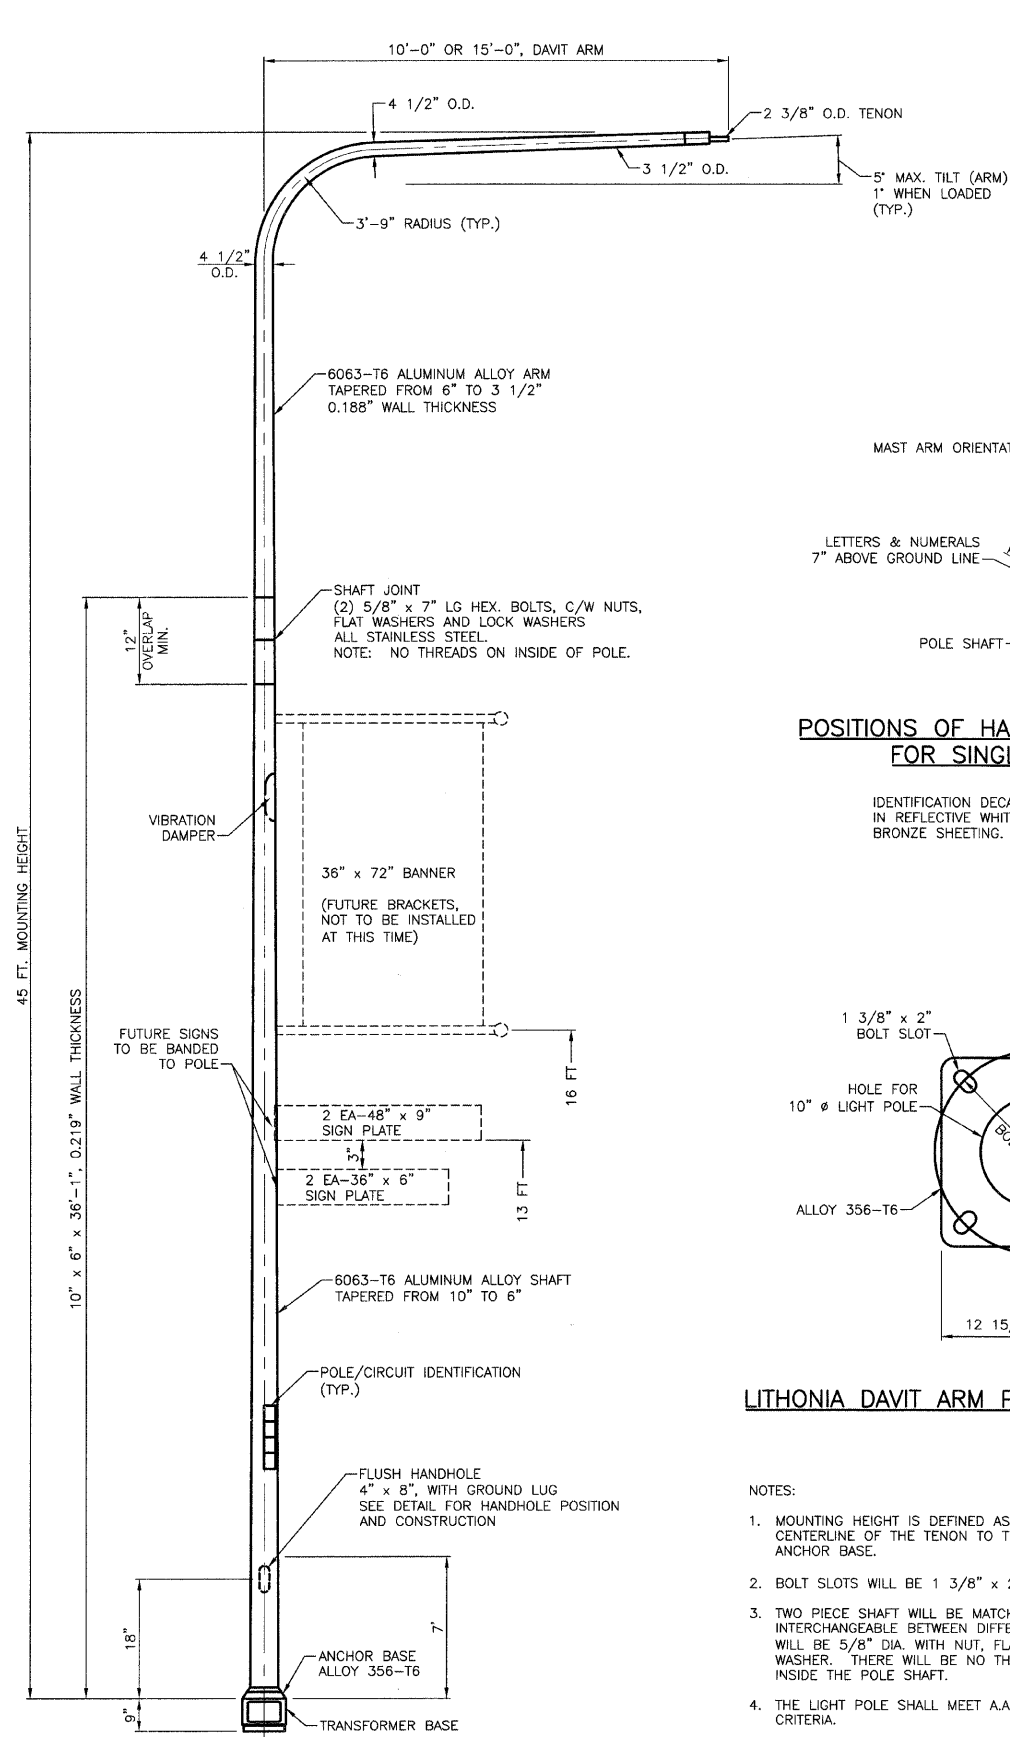 10'-0" OR 15'-0", DAVIT ARM
4 1/2" O.D.
2 3/8" O.D. TENON
3 1/2" O.D.
5° MAX. TILT (ARM)
1° WHEN LOADED
(TYP.)
3'-9" RADIUS (TYP.)
4 1/2"
O.D.
6063-T6 ALUMINUM ALLOY ARM
TAPERED FROM 6" TO 3 1/2"
0.188" WALL THICKNESS
MAST ARM
LETTERS & NUMERALS
7" ABOVE GROUND LINE
SHAFT JOINT
(2) 5/8" x 7" LG HEX. BOLTS, C/W NUTS,
FLAT WASHERS AND LOCK WASHERS
ALL STAINLESS STEEL.
NOTE: NO THREADS ON INSIDE OF POLE.
12"
OVERLAP
MIN.
POLE SHAFT
POSITIONS OF
FOR
VIBRATION
DAMPER
IDENTIFICATION
IN REFLECTIVE
BRONZE SHEETING.
36" x 72" BANNER
(FUTURE BRACKETS,
NOT TO BE INSTALLED
AT THIS TIME)
45 FT. MOUNTING HEIGHT
10" x 6" x 36'-1", 0.219" WALL THICKNESS
FUTURE SIGNS
TO BE BANDED
TO POLE
16 FT
1 3/8" x 2"
BOLT SLOT
HOLE FOR
10" ø LIGHT POLE
2 EA-48" x 9"
SIGN PLATE
3"
2 EA-36" x 6"
SIGN PLATE
13 FT
ALLOY 356-T6
6063-T6 ALUMINUM ALLOY SHAFT
TAPERED FROM 10" TO 6"
12
POLE/CIRCUIT IDENTIFICATION
(TYP.)
LITHONIA DAVIT ARM
FLUSH HANDHOLE
4" x 8", WITH GROUND LUG
SEE DETAIL FOR HANDHOLE POSITION
AND CONSTRUCTION
18"
7'
ANCHOR BASE
ALLOY 356-T6
9"
TRANSFORMER BASE
NOTES:
1. MOUNTING HEIGHT IS DEFINED AS
CENTERLINE OF THE TENON TO
ANCHOR BASE.
2. BOLT SLOTS WILL BE 1 3/8" x
3. TWO PIECE SHAFT WILL BE
INTERCHANGEABLE BETWEEN
WILL BE 5/8" DIA. WITH NUT,
WASHER. THERE WILL BE NO
INSIDE THE POLE SHAFT.
4. THE LIGHT POLE SHALL MEET
CRITERIA.